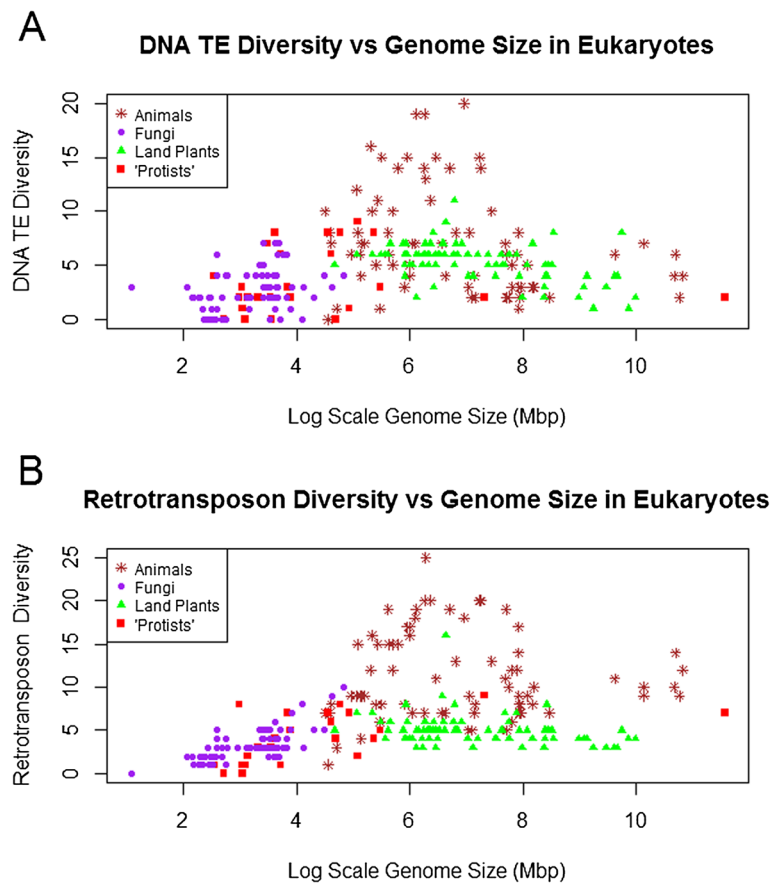 A
DNA TE Diversity vs Genome Size in Eukaryotes
DNA TE Diversity
20
15
10
5
0
Animals
Fungi
Land Plants
'Protists'
2 4 6 8 10
Log Scale Genome Size (Mbp)
B
Retrotransposon Diversity vs Genome Size in Eukaryotes
Retrotransposon Diversity
25
20
15
10
5
0
Animals
Fungi
Land Plants
'Protists'
2 4 6 8 10
Log Scale Genome Size (Mbp)